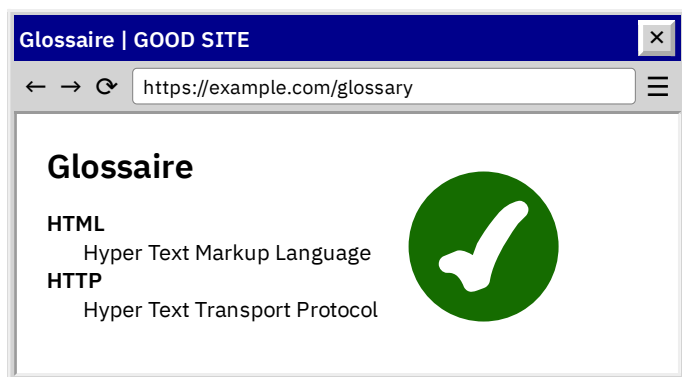 Glossaire | GOOD SITE
https://example.com/glossary
Glossaire
HTML
Hyper Text Markup Language
HTTP
Hyper Text Transport Protocol